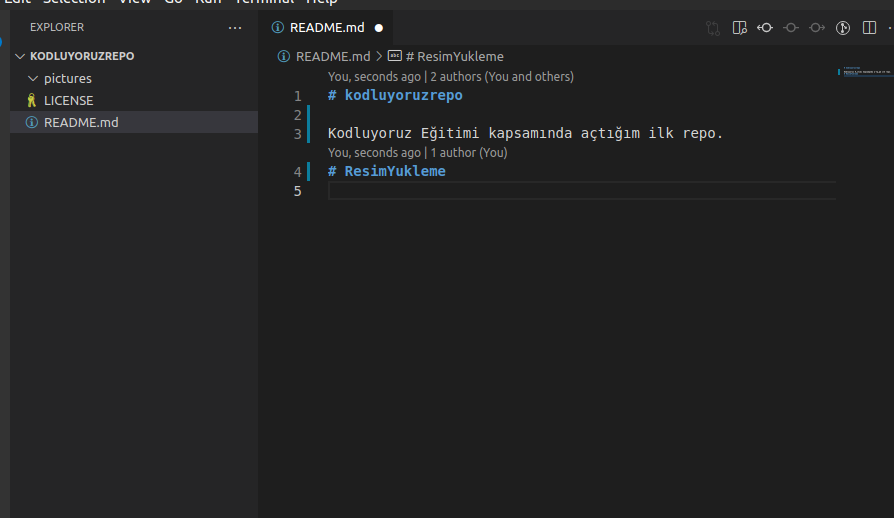 Edit Selection View Go Run Terminal Help
EXPLORER
KODLUYORUZREPO
pictures
LICENSE
README.md
README.md
README.md > # ResimYukleme
You, seconds ago | 2 authors (You and others)
1 # kodluyoruzrepo
2
3 Kodluyoruz Eğitimi kapsamında açtığım ilk repo.
You, seconds ago | 1 author (You)
4 # ResimYukleme
5